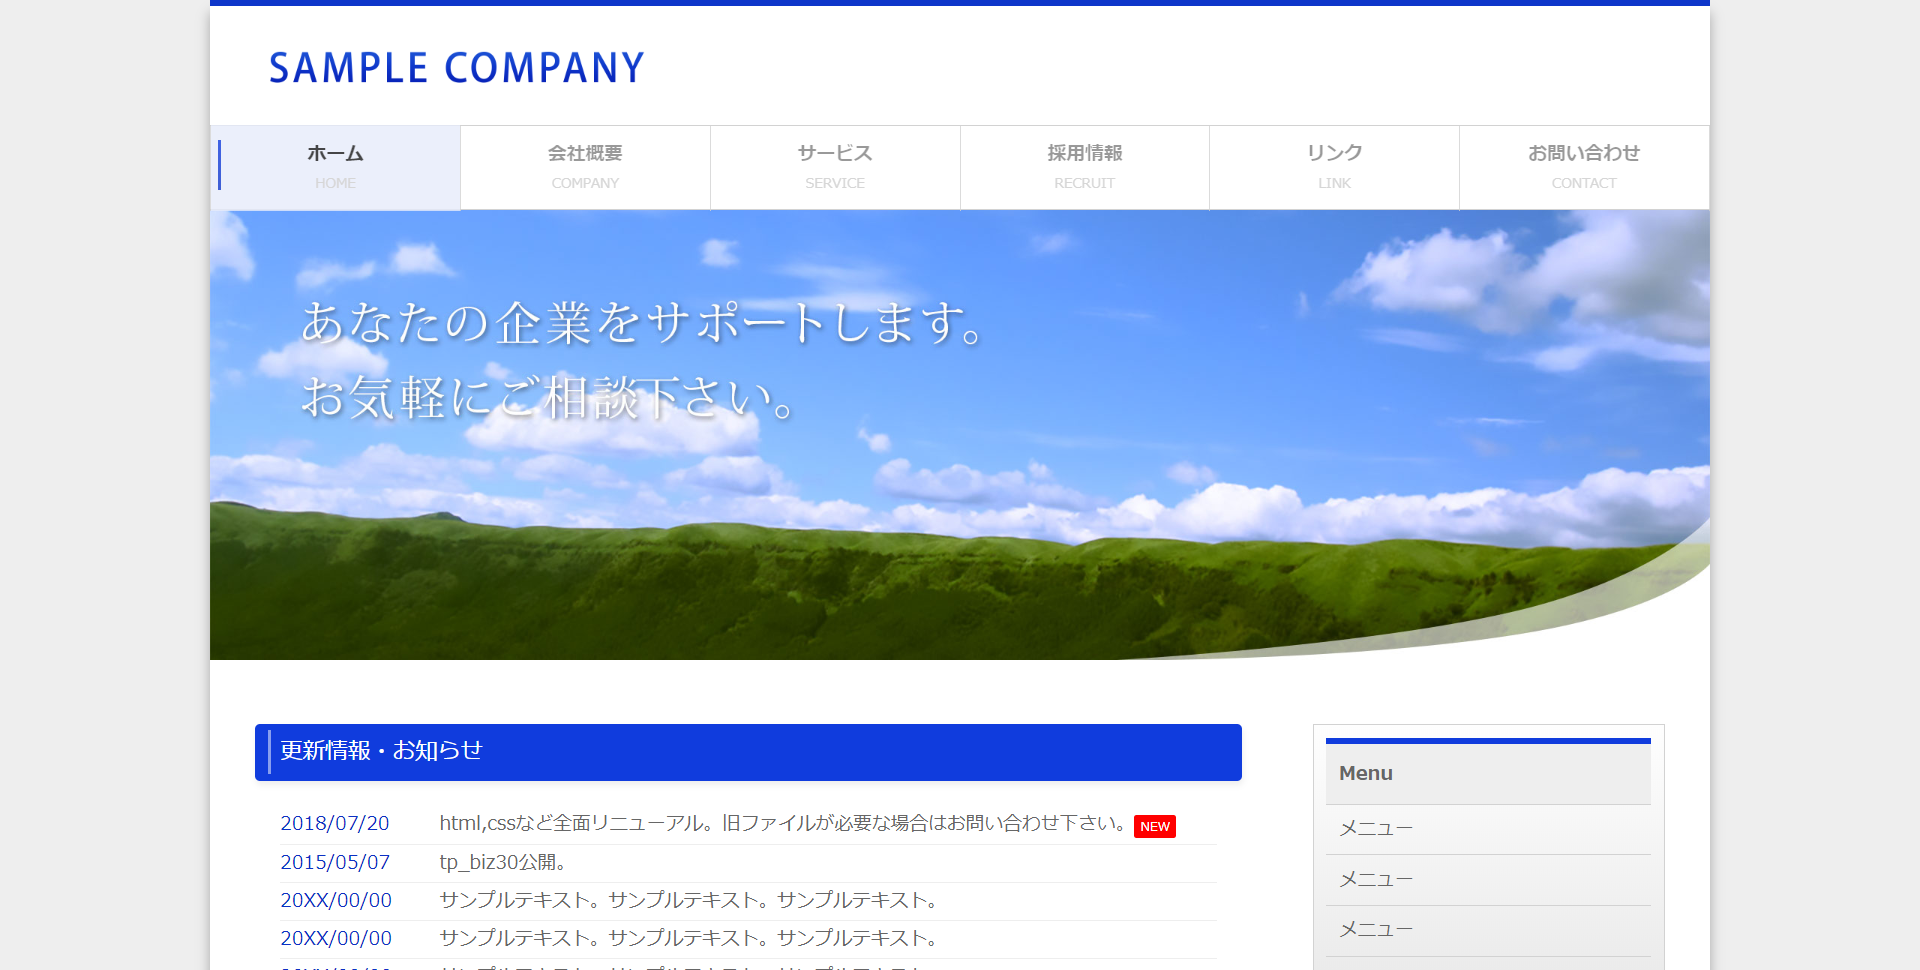 SAMPLE COMPANY
ホーム
HOME
会社概要
COMPANY
サービス
SERVICE
採用情報
RECRUIT
リンク
LINK
お問い合わせ
CONTACT
あなたの企業をサポートします。
お気軽にご相談下さい。
更新情報・お知らせ
2018/07/20 html,cssなど全面リニューアル。旧ファイルが必要な場合はお問い合わせ下さい。 NEW
2015/05/07 tp_biz30公開。
20XX/00/00 サンプルテキスト。サンプルテキスト。サンプルテキスト。
20XX/00/00 サンプルテキスト。サンプルテキスト。サンプルテキスト。
Menu
メニュー
メニュー
メニュー